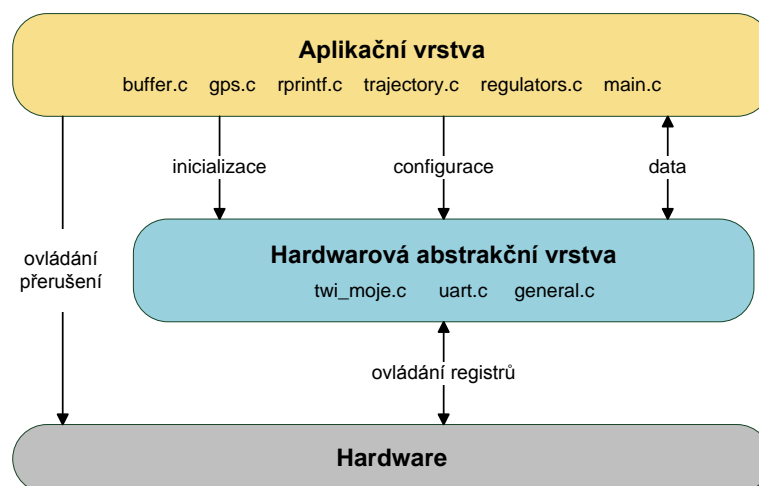 Aplikační vrstva
buffer.c gps.c rprintf.c trajectory.c regulators.c main.c
inicializace configurace data
ovládání
přerušení
Hardwarová abstrakční vrstva
twi_moje.c uart.c general.c
ovládání registrů
Hardware